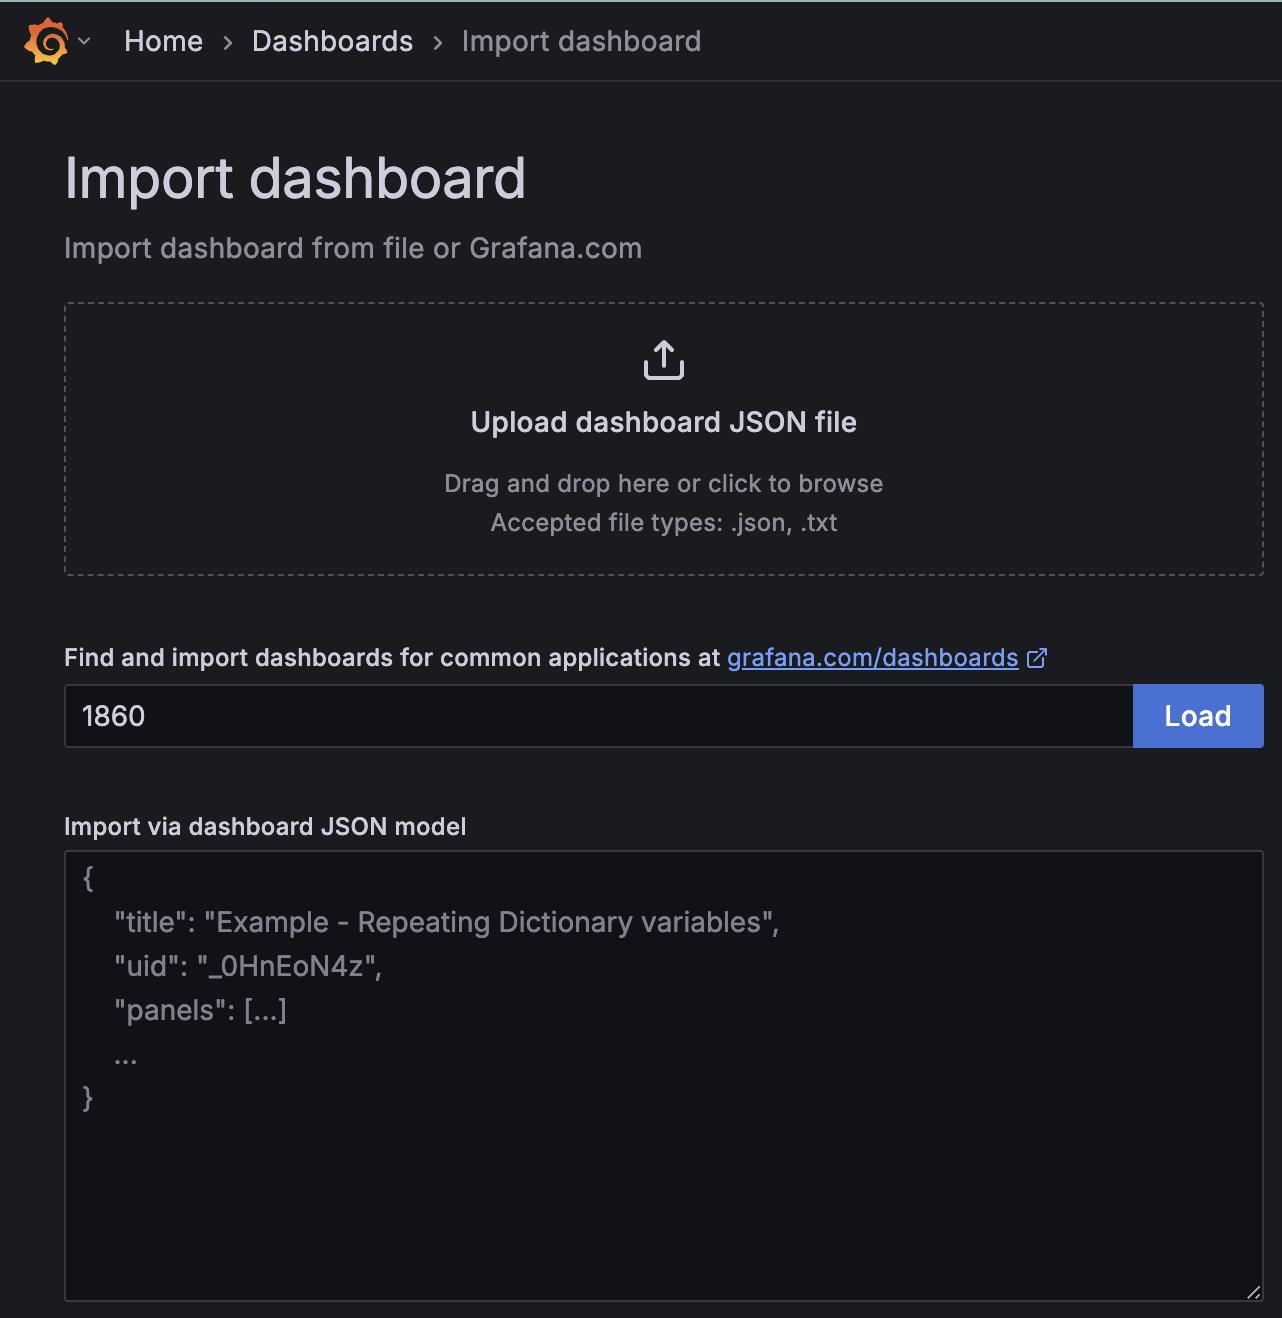 Home › Dashboards › Import dashboard
Import dashboard
Import dashboard from file or Grafana.com
Upload dashboard JSON file
Drag and drop here or click to browse
Accepted file types: .json, .txt
Find and import dashboards for common applications at grafana.com/dashboards
1860
Load
Import via dashboard JSON model
{
"title": "Example - Repeating Dictionary variables",
"uid": "_0HnEoN4z",
"panels": [...]
...
}